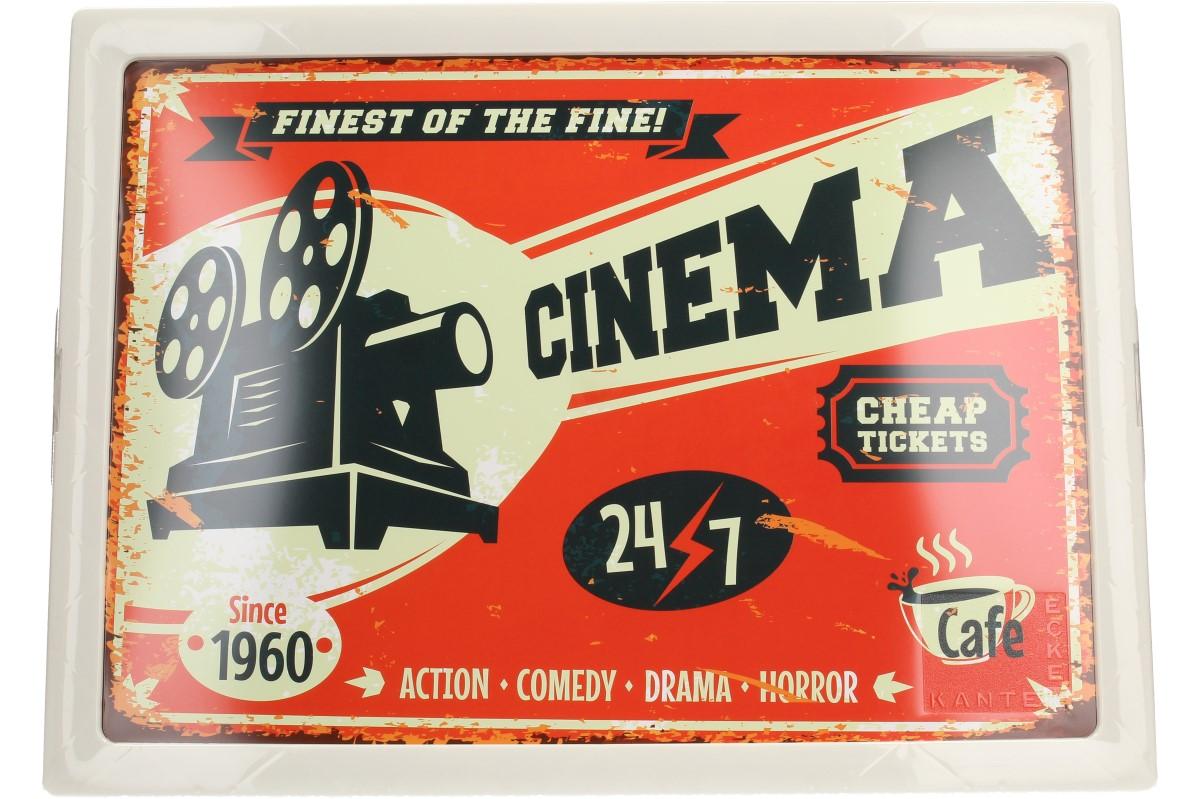 FINEST OF THE FINE!
CINEMA
CHEAP
TICKETS
24 7
Since
1960
ACTION · COMEDY · DRAMA · HORROR
Cafe
ECKE
KANTE